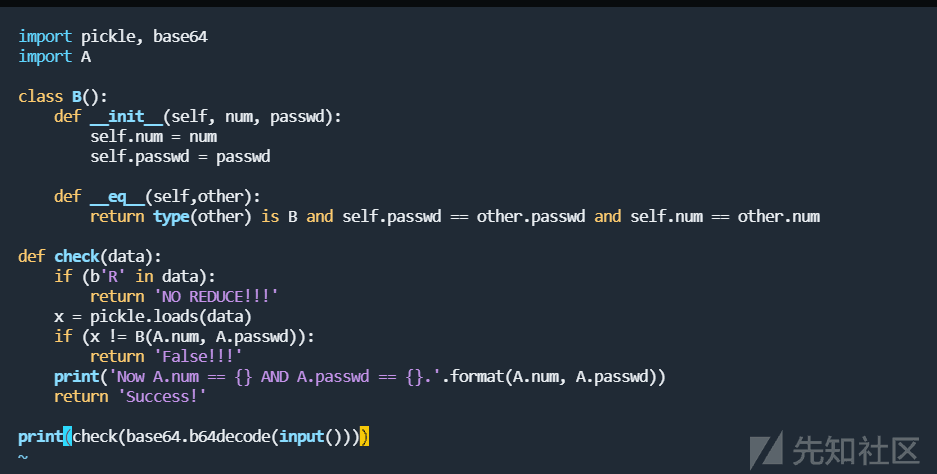 import pickle, base64
import A

class B():
    def __init__(self, num, passwd):
        self.num = num
        self.passwd = passwd

    def __eq__(self,other):
        return type(other) is B and self.passwd == other.passwd and self.num == other.num

def check(data):
    if (b'R' in data):
        return 'NO REDUCE!!!'
    x = pickle.loads(data)
    if (x != B(A.num, A.passwd)):
        return 'False!!!'
    print('Now A.num == {} AND A.passwd == {}.'.format(A.num, A.passwd))
    return 'Success!'

print(check(base64.b64decode(input())))
~
先知社区